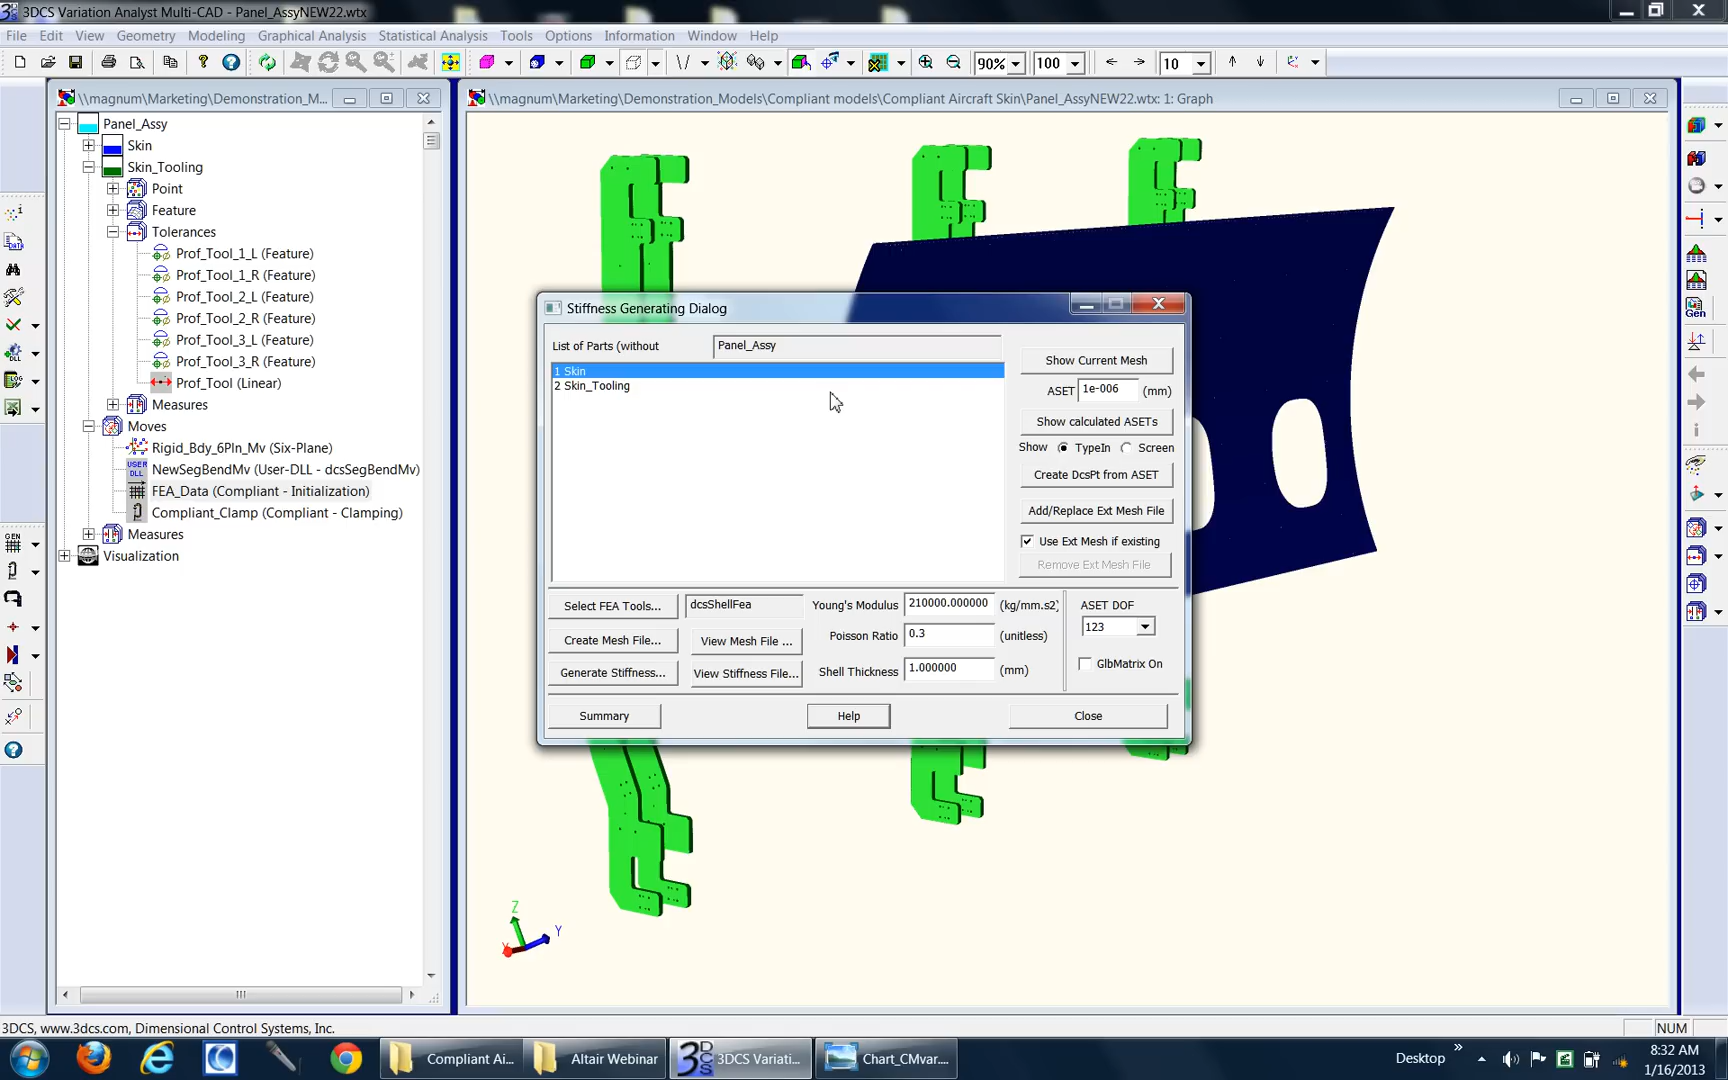 3DCS Variation Analyst Multi-CAD - Panel_AssyNEW22.wtx
File Edit View Geometry Modeling Graphical Analysis Statistical Analysis Tools Options Information Window Help
90% 100 10
\\magnum\Marketing\Demonstration_M...
\\magnum\Marketing\Demonstration_Models\Compliant models\Compliant Aircraft Skin\Panel_AssyNEW22.wtx: 1: Graph
Panel_Assy
Skin
Skin_Tooling
Point
Feature
Tolerances
Prof_Tool_1_L (Feature)
Prof_Tool_1_R (Feature)
Prof_Tool_2_L (Feature)
Prof_Tool_2_R (Feature)
Prof_Tool_3_L (Feature)
Prof_Tool_3_R (Feature)
Prof_Tool (Linear)
Measures
Moves
Rigid_Bdy_6Pln_Mv (Six-Plane)
USER DLL NewSegBendMv (User-DLL - dcsSegBendMv)
FEA_Data (Compliant - Initialization)
Compliant_Clamp (Compliant - Clamping)
Measures
Visualization
DLL
GEN
Gen
Stiffness Generating Dialog
List of Parts (without Panel_Assy
1 Skin
2 Skin_Tooling
Show Current Mesh
ASET 1e-006 (mm)
Show calculated ASETs
Show TypeIn Screen
Create DcsPt from ASET
Add/Replace Ext Mesh File
Use Ext Mesh if existing
Remove Ext Mesh File
Select FEA Tools... dcsShellFea Young's Modulus 210000.000000 (kg/mm.s2)
Create Mesh File... View Mesh File ... Poisson Ratio 0.3 (unitless)
Generate Stiffness... View Stiffness File... Shell Thickness 1.000000 (mm)
ASET DOF
123
GlbMatrix On
Summary Help Close
Z
Y
X
3DCS, www.3dcs.com, Dimensional Control Systems, Inc.
NUM
Compliant Ai... Altair Webinar 3DCS Variati... Chart_CMvar....
Desktop
8:32 AM
1/16/2013